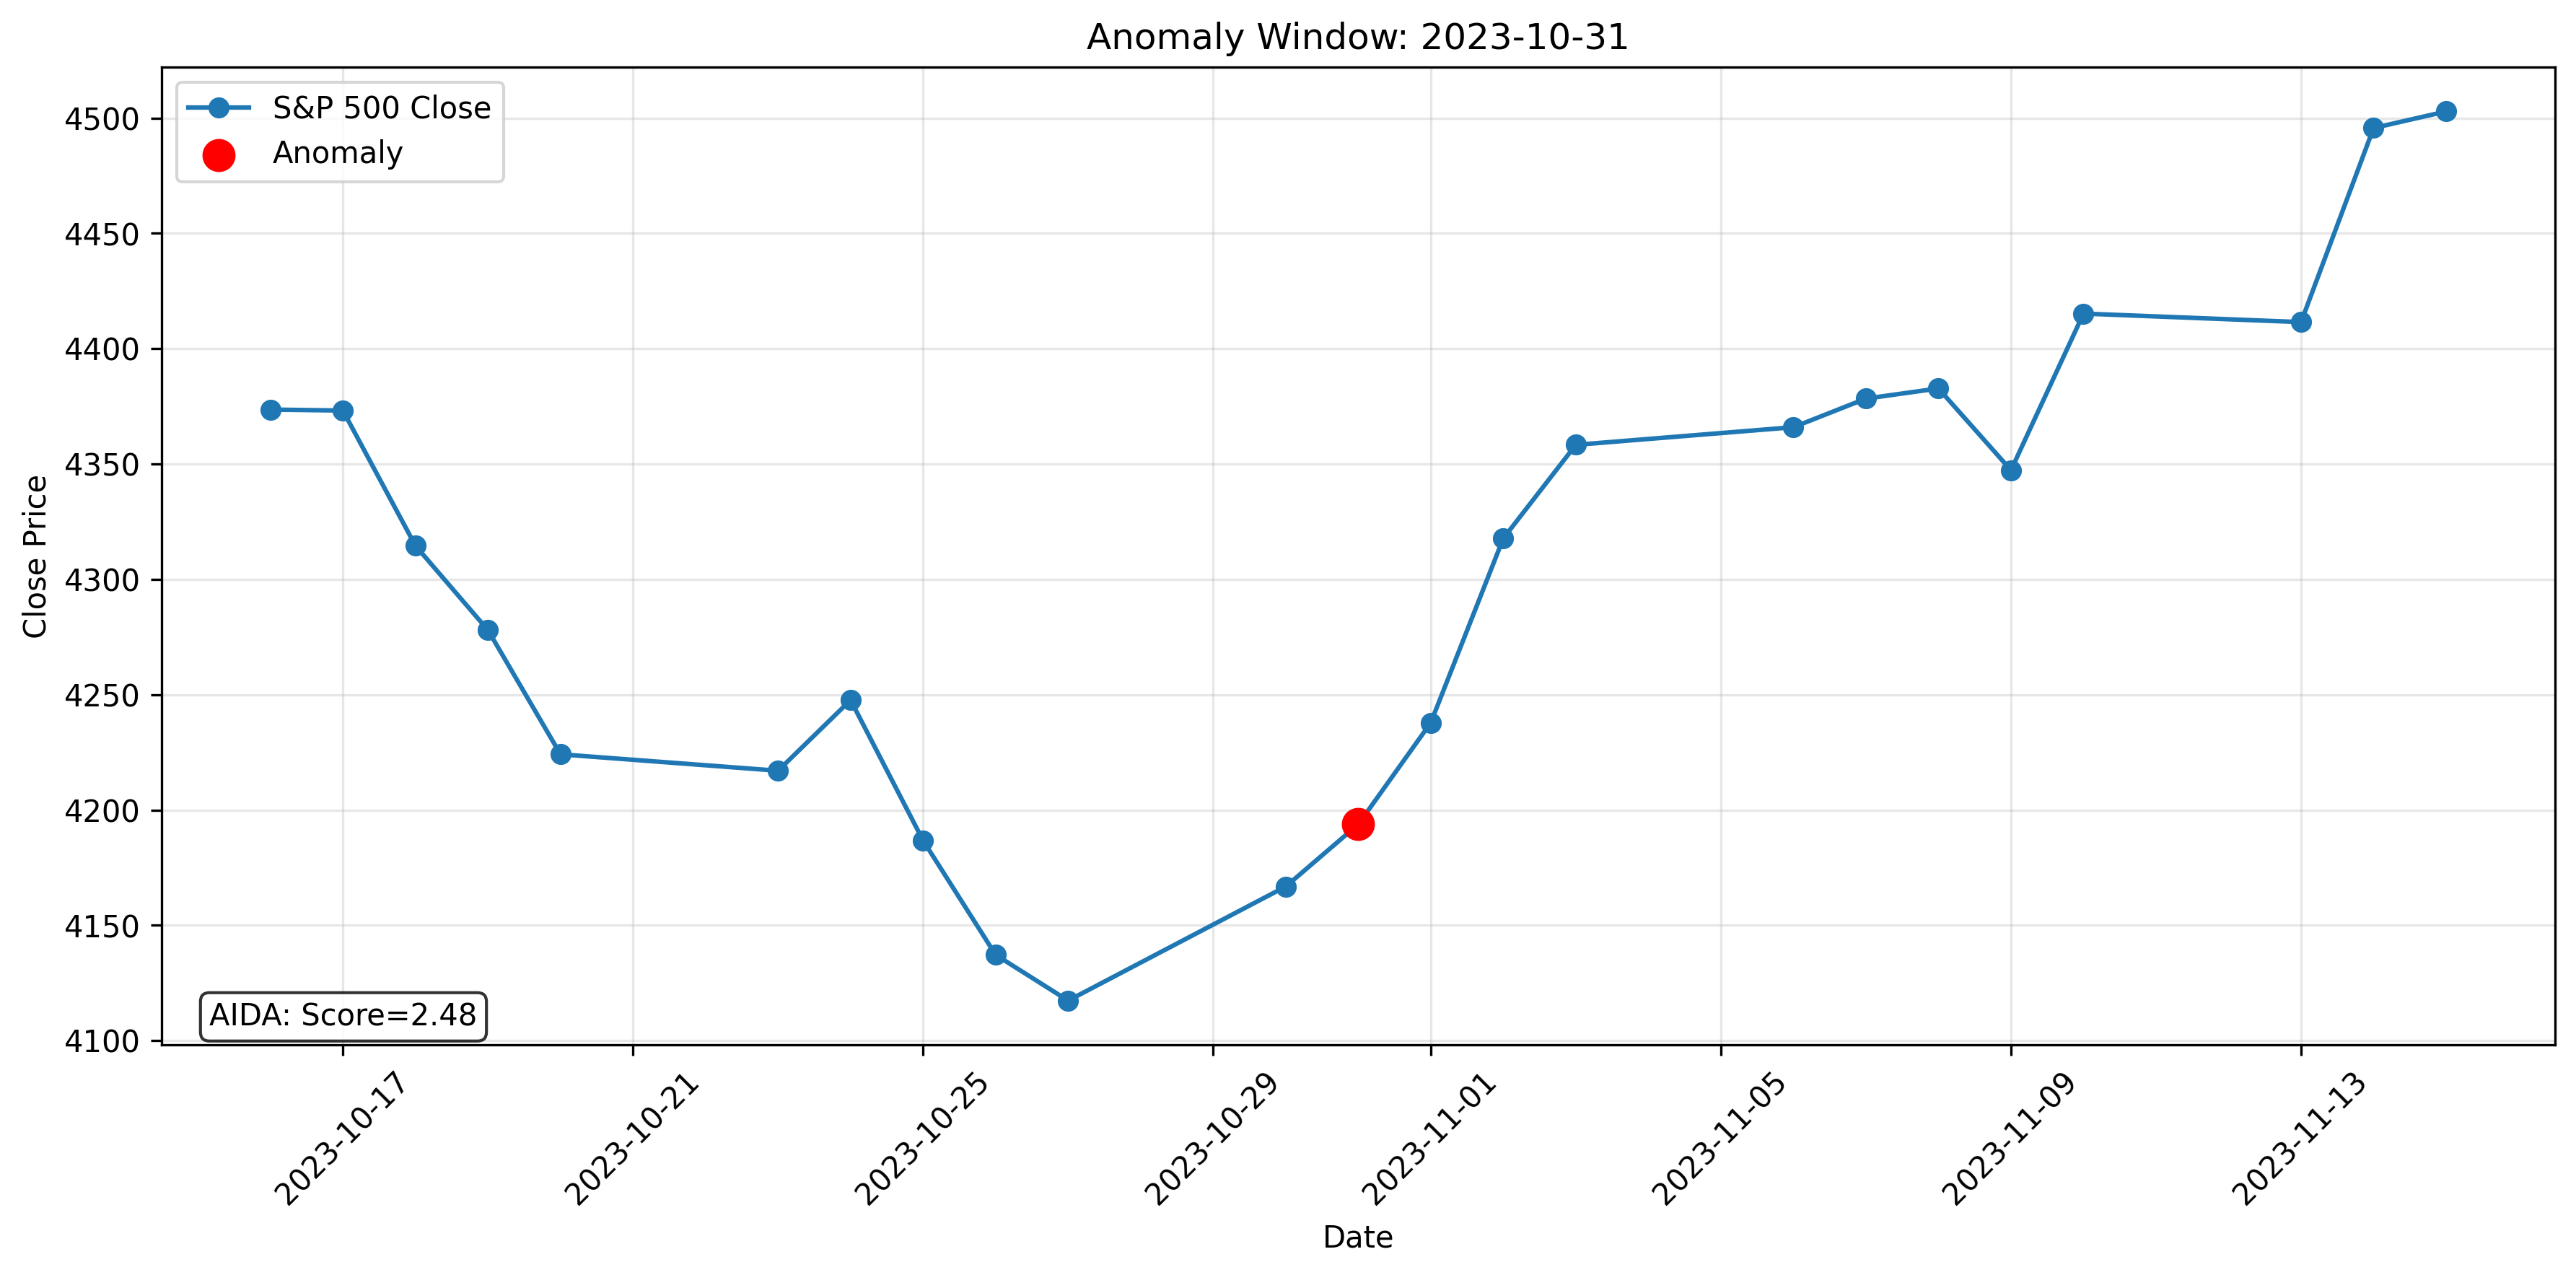 Anomaly Window: 2023-10-31
S&P 500 Close
Anomaly
4500
4450
4400
4350
4300
4250
4200
4150
4100
Close Price
AIDA: Score=2.48
2023-10-17
2023-10-21
2023-10-25
2023-10-29
2023-11-01
2023-11-05
2023-11-09
2023-11-13
Date